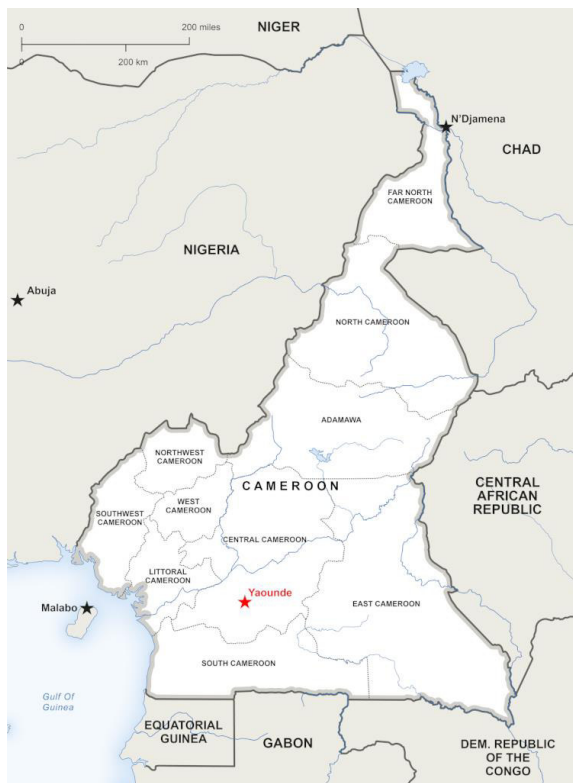 0 200 miles
0 200 km
NIGER
N'Djamena
CHAD
FAR NORTH
CAMEROON
NIGERIA
Abuja
NORTH CAMEROON
ADAMAWA
NORTHWEST
CAMEROON
CAMEROON
CENTRAL
AFRICAN
REPUBLIC
WEST
CAMEROON
SOUTHWEST
CAMEROON
CENTRAL CAMEROON
LITTORAL
CAMEROON
Yaounde
Malabo
EAST CAMEROON
SOUTH CAMEROON
Gulf Of
Guinea
EQUATORIAL
GUINEA
GABON
DEM. REPUBLIC
OF THE
CONGO